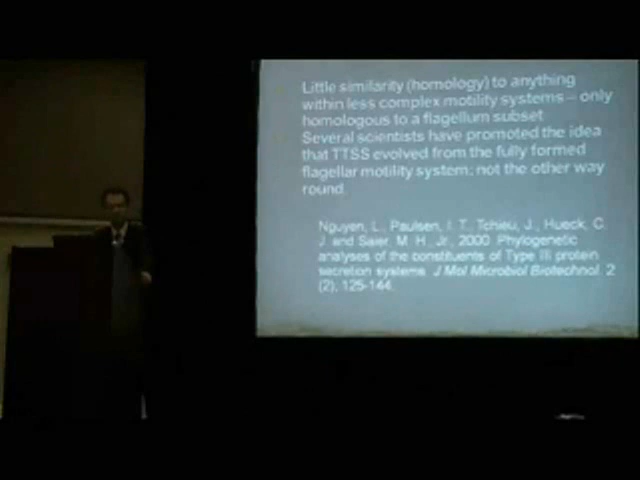 Little similarity (homology) to anything
within less complex motility systems – only
homologous to a flagellum subset
Several scientists have promoted the idea
that TTSS evolved from the fully formed
flagellar motility system; not the other way
round.
Nguyen, L., Paulsen, I. T., Tchieu, J., Hueck, C.
J. and Saier, M. H., Jr., 2000. Phylogenetic
analyses of the constituents of Type III protein
secretion systems. J Mol Microbiol Biotechnol. 2
(2), 125-144.